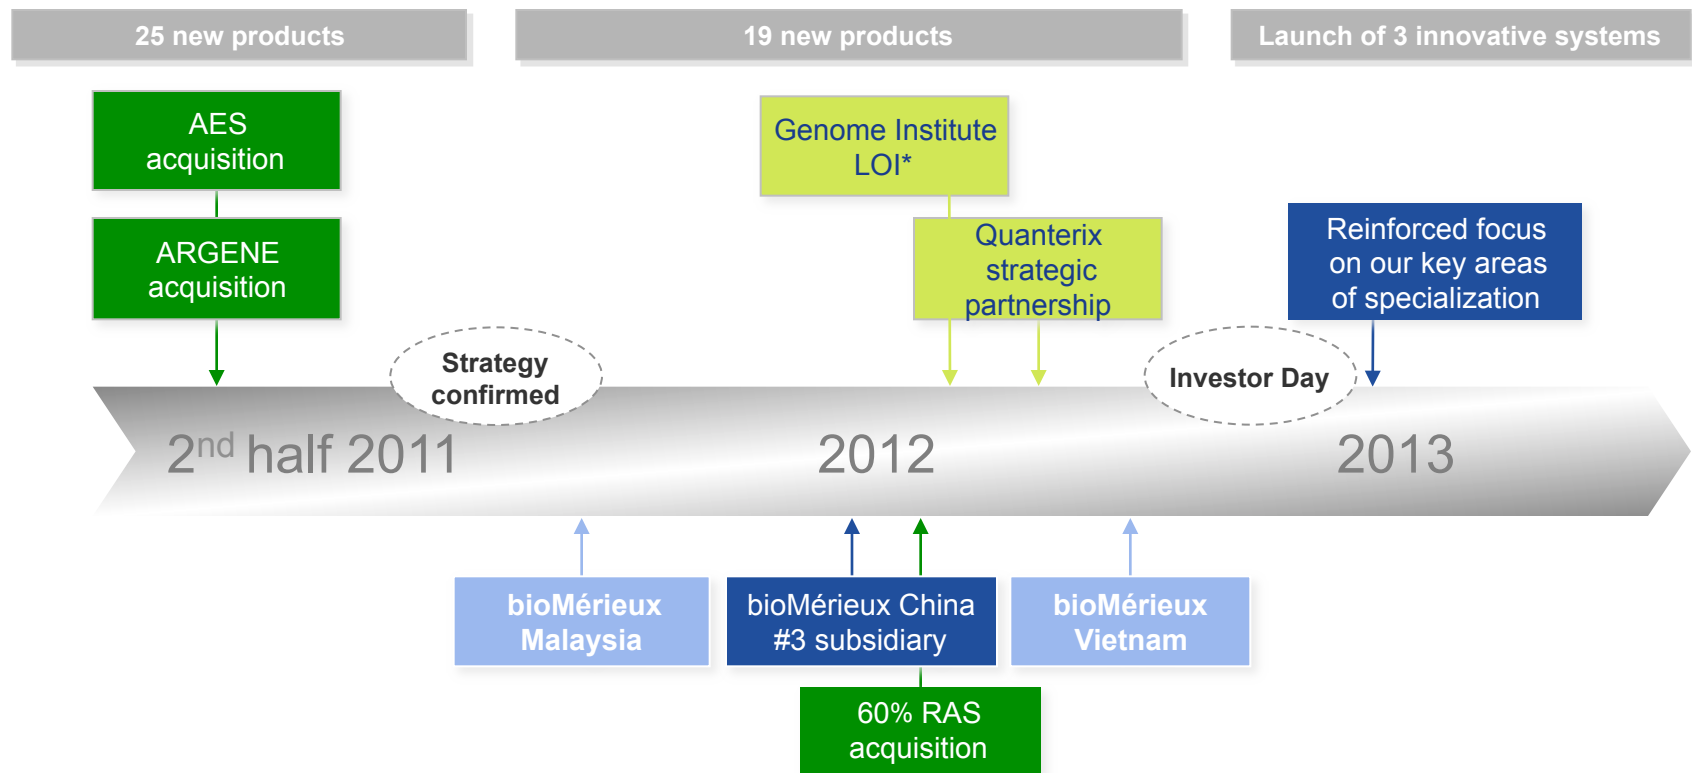 25 new products
19 new products
Launch of 3 innovative systems
AES
acquisition
ARGENE
acquisition
Genome Institute
LOI*
Quanterix
strategic
partnership
Reinforced focus
on our key areas
of specialization
Strategy
confirmed
Investor Day
2nd half 2011
2012
2013
bioMérieux
Malaysia
bioMérieux China
#3 subsidiary
bioMérieux
Vietnam
60% RAS
acquisition